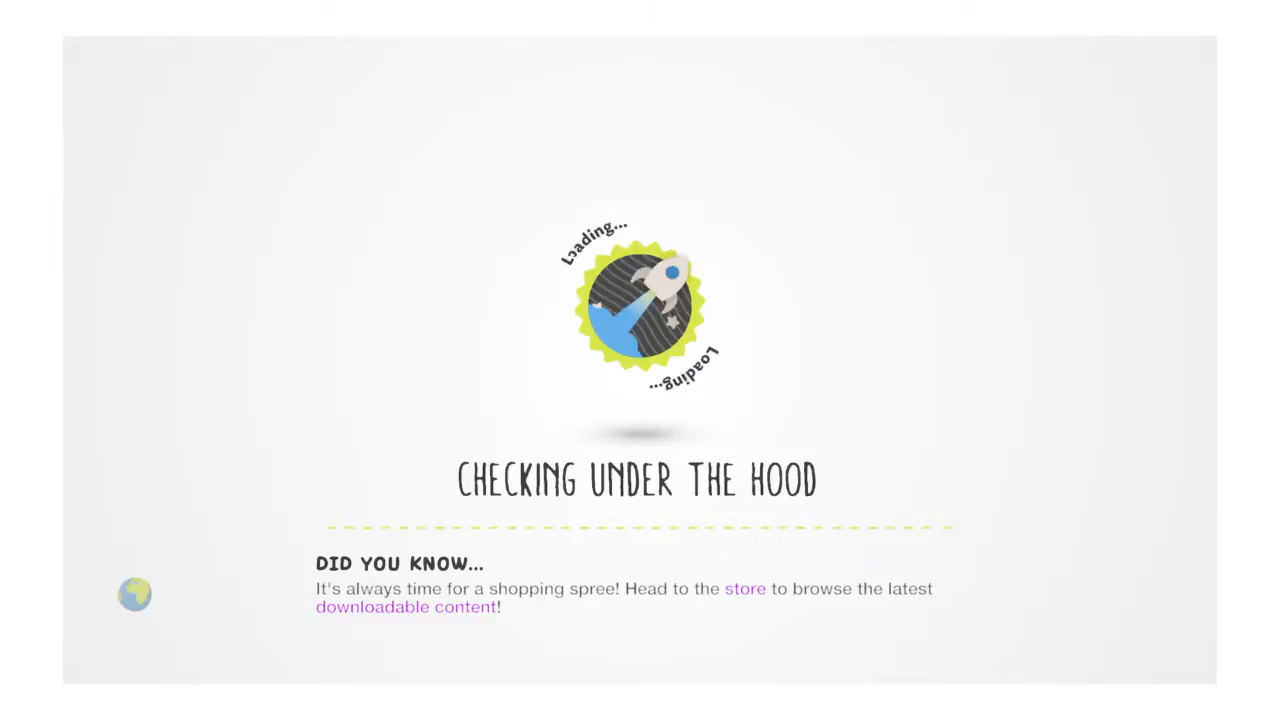 Loading...
Loading...
CHECKING UNDER THE HOOD
DID YOU KNOW...
It's always time for a shopping spree! Head to the store to browse the latest
downloadable content!